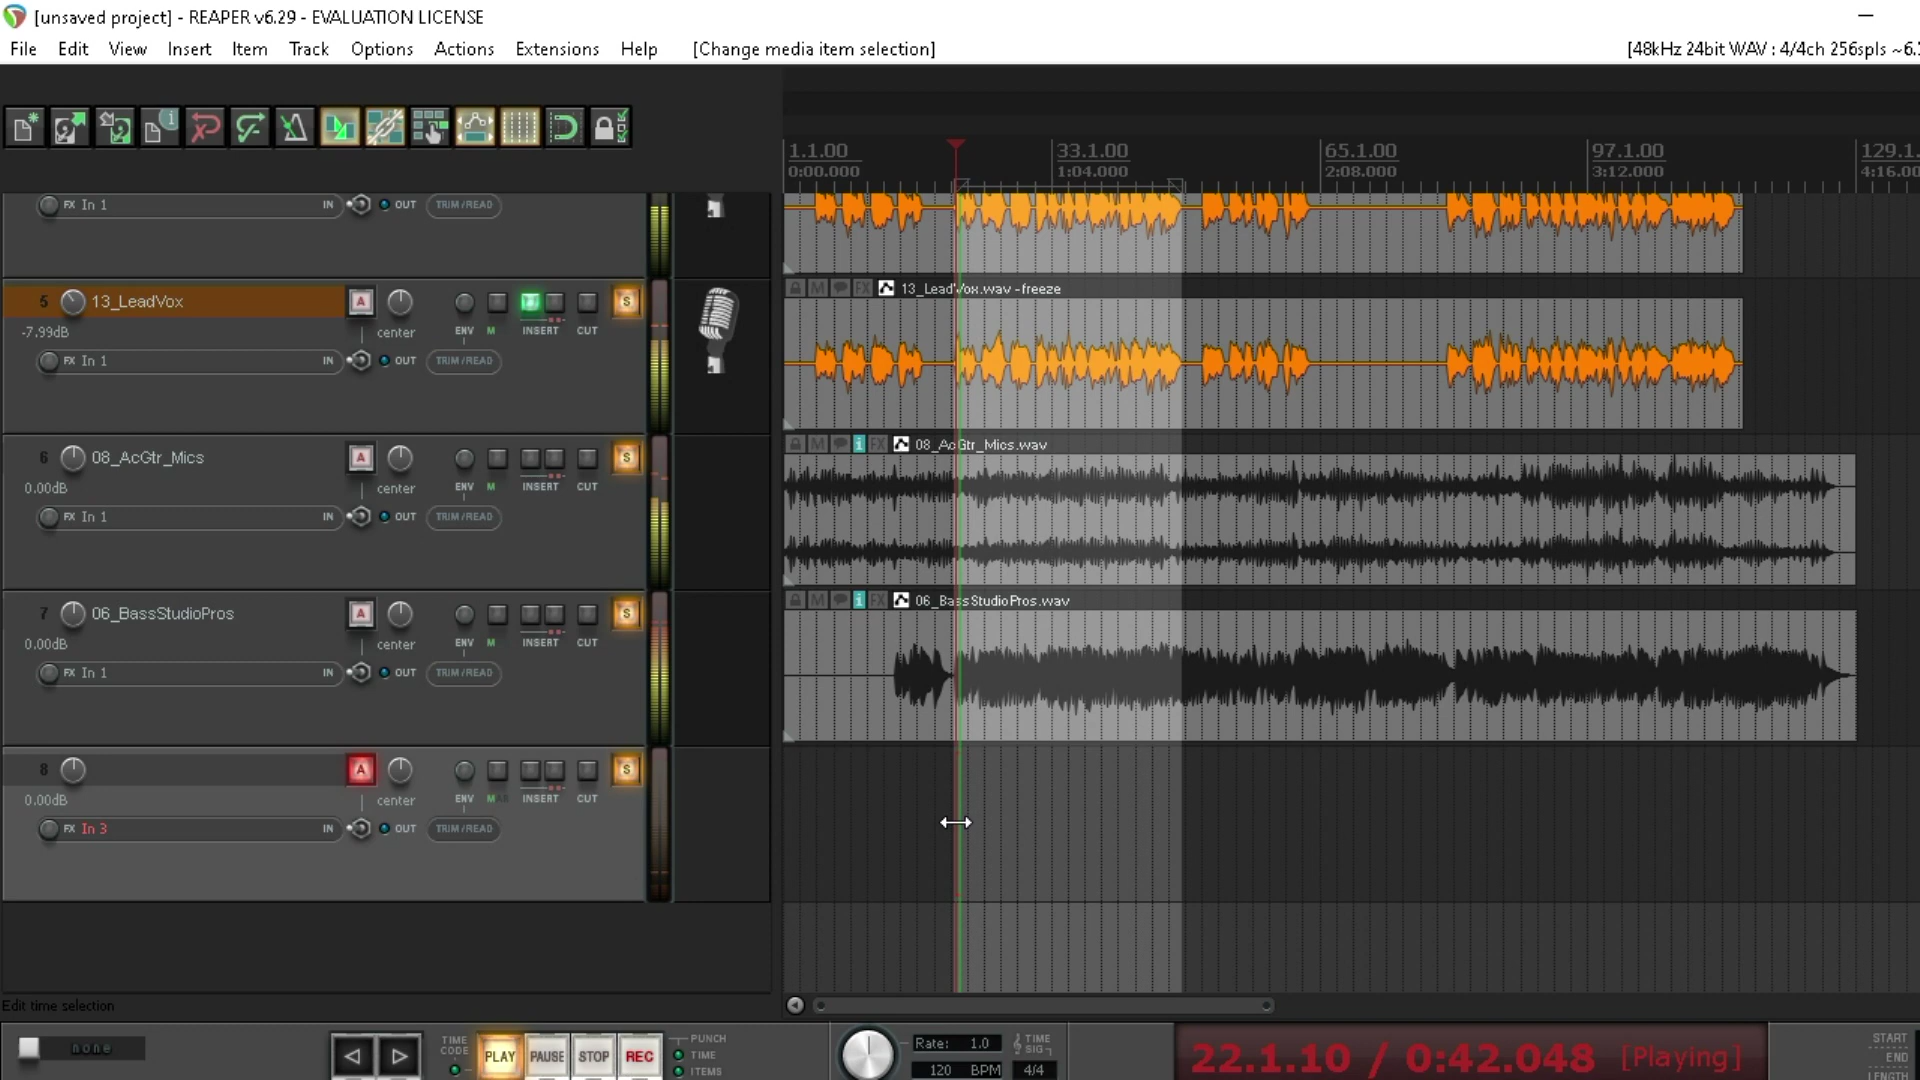 [unsaved project] - REAPER v6.29 - EVALUATION LICENSE
File Edit View Insert Item Track Options Actions Extensions Help [Change media item selection] [48kHz 24bit WAV : 4/4ch 256spls ~6.
1.1.00 33.1.00 65.1.00 97.1.00 129.1.
0:00.000 1:04.000 2:08.000 3:12.000 4:16.00
FX In 1 IN OUT TRIM/READ
M FX 13_LeadVox.wav -freeze
5 13_LeadVox A S
-7.99dB center ENV M INSERT CUT
FX In 1 IN OUT TRIM/READ
M i FX 08_AcGtr_Mics.wav
6 08_AcGtr_Mics A S
0.00dB center ENV M INSERT CUT
FX In 1 IN OUT TRIM/READ
M i FX 06_BassStudioPros.wav
7 06_BassStudioPros A S
0.00dB center ENV M INSERT CUT
FX In 1 IN OUT TRIM/READ
8 A S
0.00dB center ENV INSERT CUT
FX In 3 IN OUT TRIM/READ
Edit time selection
none
TIME CODE
PLAY PAUSE STOP REC
PUNCH
TIME
ITEMS
Rate: 1.0
120 BPM
TIME SIG
4/4
22.1.10 / 0:42.048 [Playing]
START
END
LENGTH